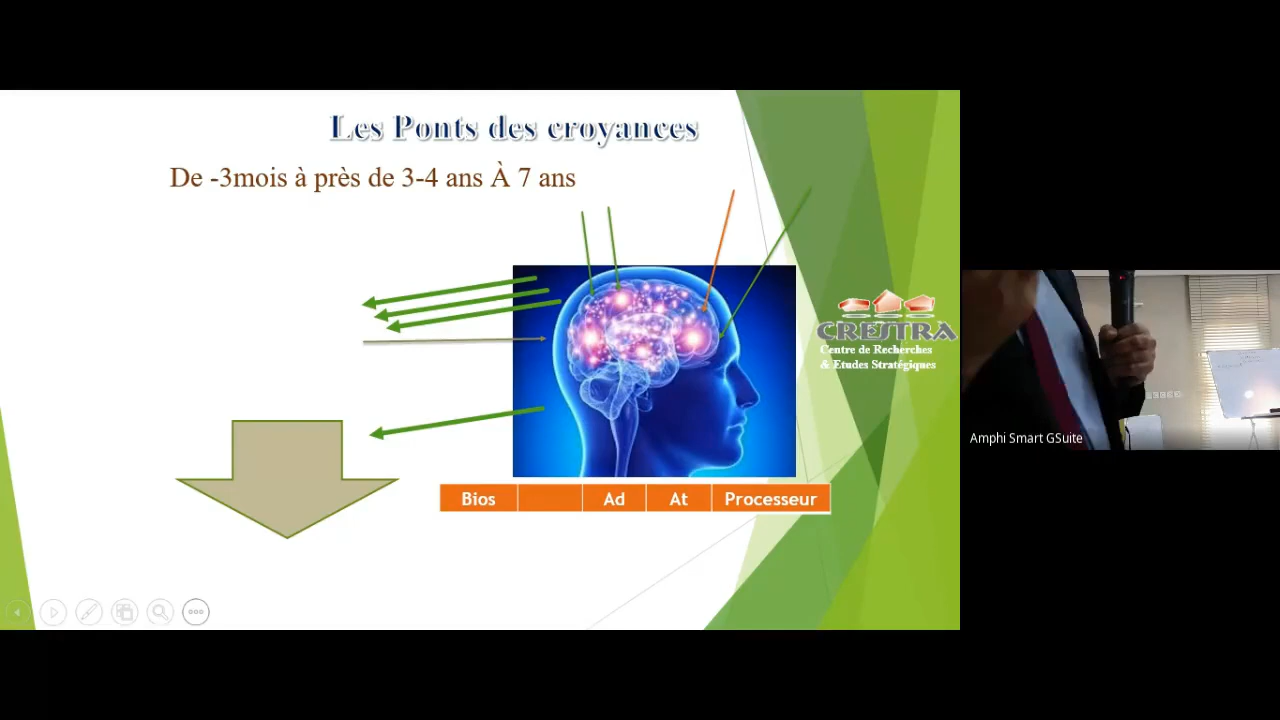 Les Ponts des croyances
De -3mois à près de 3-4 ans À 7 ans
CRESTRA
Centre de Recherches
& Etudes Stratégiques
Amphi Smart GSuite
Bios Ad At Processeur